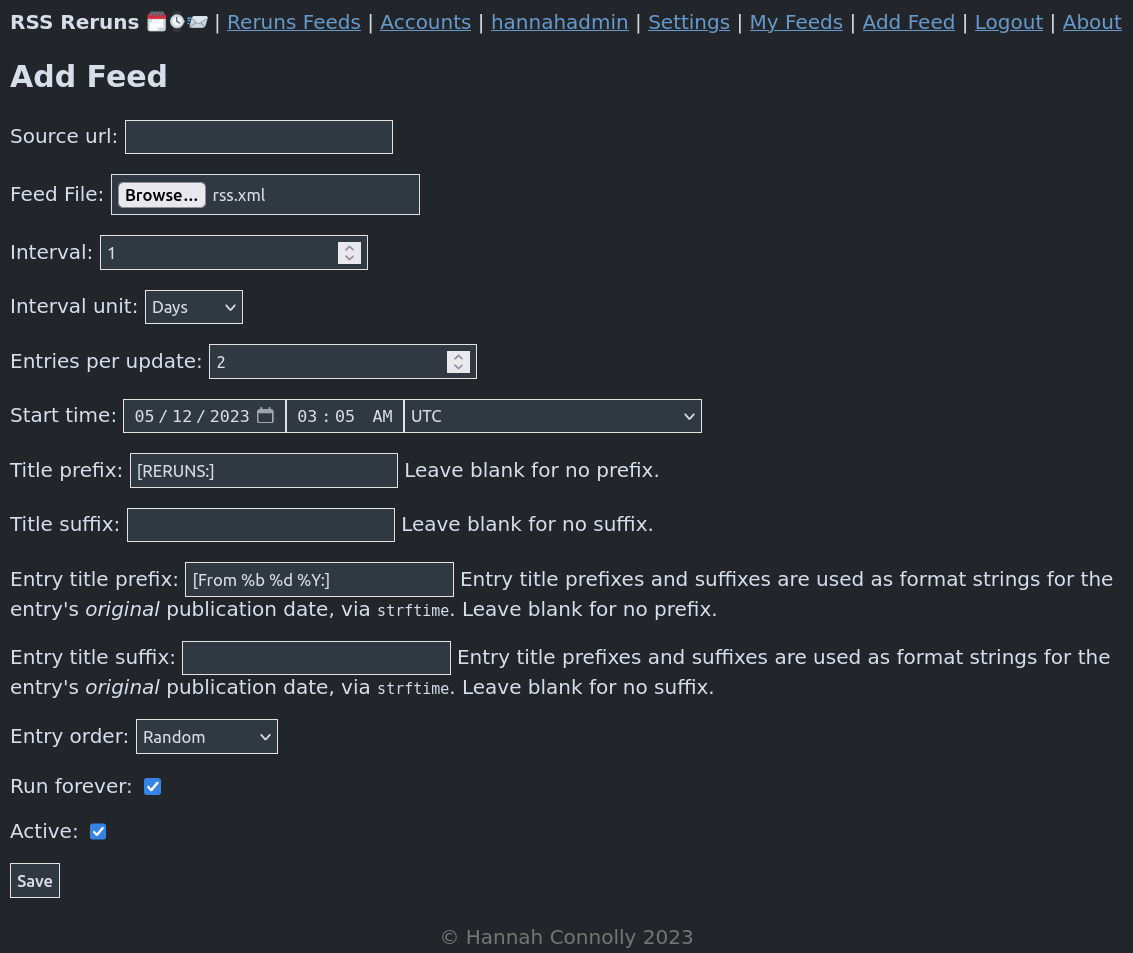 RSS Reruns 🗓️🕓📨 | Reruns Feeds | Accounts | hannahadmin | Settings | My Feeds | Add Feed | Logout | About
Add Feed
Source url:
Feed File: Browse... rss.xml
Interval: 1
Interval unit: Days
Entries per update: 2
Start time: 05/12/2023 03:05 AM UTC
Title prefix: [RERUNS:] Leave blank for no prefix.
Title suffix: Leave blank for no suffix.
Entry title prefix: [From %b %d %Y:] Entry title prefixes and suffixes are used as format strings for the
entry's original publication date, via strftime. Leave blank for no prefix.
Entry title suffix: Entry title prefixes and suffixes are used as format strings for the
entry's original publication date, via strftime. Leave blank for no suffix.
Entry order: Random
Run forever:
Active:
Save
© Hannah Connolly 2023